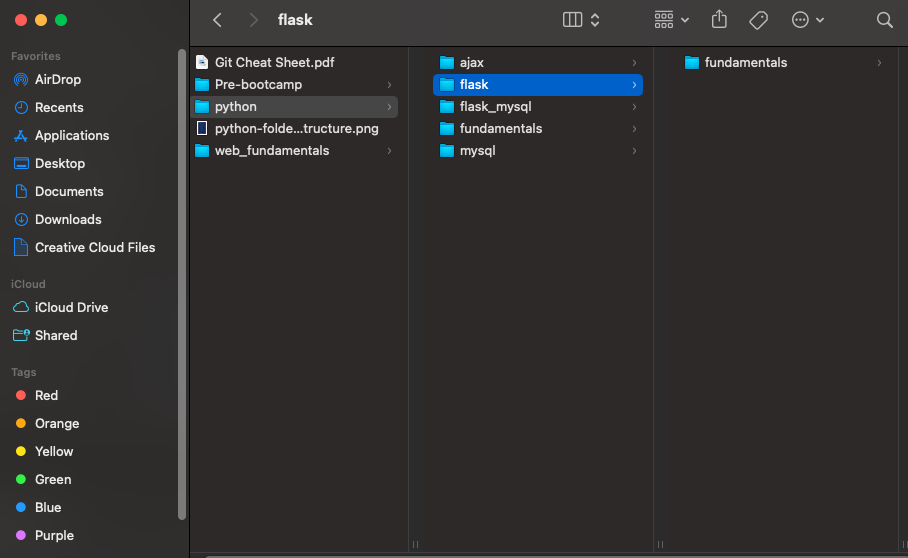 flask
Favorites
AirDrop
Recents
Applications
Desktop
Documents
Downloads
Creative Cloud Files
iCloud
iCloud Drive
Shared
Tags
Red
Orange
Yellow
Green
Blue
Purple
Git Cheat Sheet.pdf
Pre-bootcamp
python
python-folde...tructure.png
web_fundamentals
ajax
flask
flask_mysql
fundamentals
mysql
fundamentals